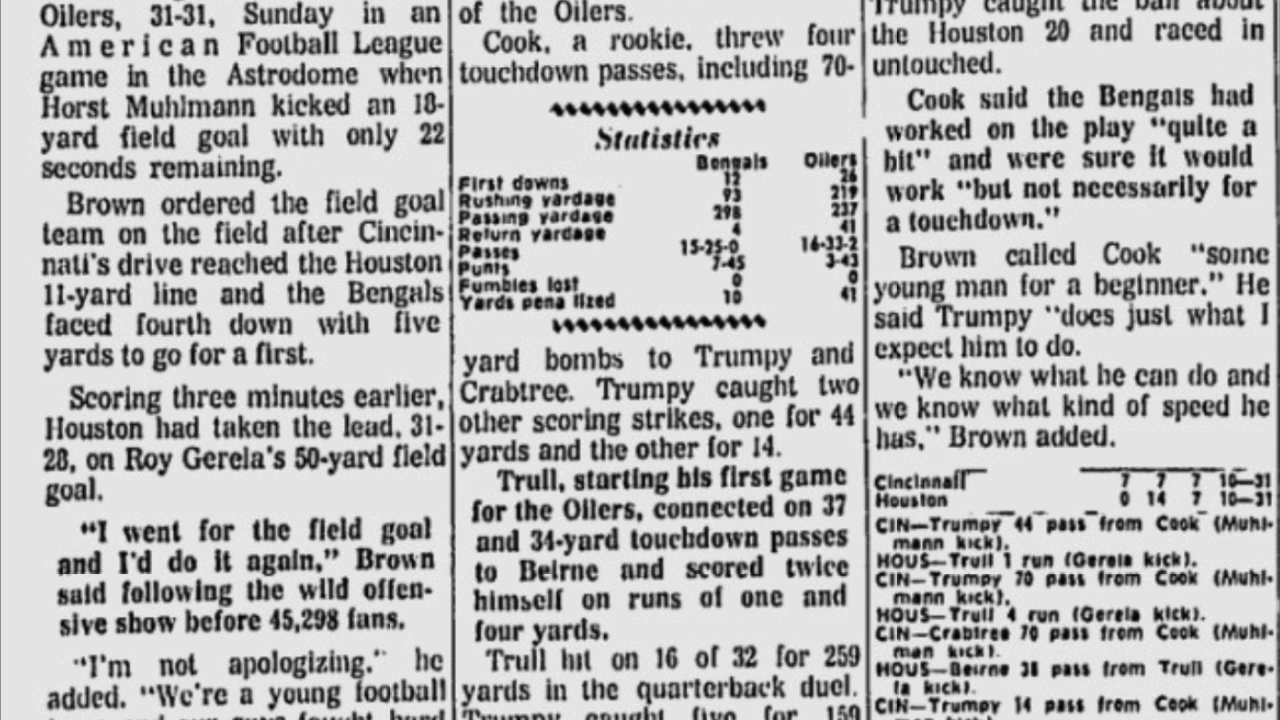 Oilers, 31-31, Sunday in an
American Football League
game in the Astrodome when
Horst Muhlmann kicked an 18-
yard field goal with only 22
seconds remaining.
Brown ordered the field goal
team on the field after Cincin-
nati's drive reached the Houston
11-yard line and the Bengals
faced fourth down with five
yards to go for a first.
Scoring three minutes earlier,
Houston had taken the lead, 31-
28, on Roy Gerela's 50-yard field
goal.
"I went for the field goal
and I'd do it again," Brown
said following the wild offen-
sive show before 45,298 fans.
"I'm not apologizing." he
added. "We're a young football
of the Oilers.
Cook, a rookie, threw four
touchdown passes, including 70-
Statistics
Bengals Oilers
First downs 12 26
Rushing yardage 93 219
Passing yardage 298 237
Return yardage 4 41
Passes 15-25-0 16-33-2
Punts 7-45 3-43
Fumbles lost 0 0
Yards penalized 10 41
yard bombs to Trumpy and
Crabtree. Trumpy caught two
other scoring strikes, one for 44
yards and the other for 14.
Trull, starting his first game
for the Oilers, connected on 37
and 34-yard touchdown passes
to Beirne and scored twice
himself on runs of one and
four yards.
Trull hit on 16 of 32 for 259
yards in the quarterback duel.
Trumpy caught five for 159
Trumpy caught the ball about
the Houston 20 and raced in
untouched.
Cook said the Bengals had
worked on the play "quite a
bit" and were sure it would
work "but not necessarily for
a touchdown."
Brown called Cook "some
young man for a beginner." He
said Trumpy "does just what I
expect him to do.
"We know what he can do and
we know what kind of speed he
has," Brown added.
Cincinnati 7 7 7 10—31
Houston 0 14 7 10—31
CIN—Trumpy 44 pass from Cook (Muhl-
mann kick).
HOUS—Trull 1 run (Gerela kick).
CIN—Trumpy 70 pass from Cook (Muhl-
mann kick).
HOUS—Trull 4 run (Gerela kick).
CIN—Crabtree 70 pass from Cook (Muhl-
man kick).
HOUS—Beirne 38 pass from Trull (Gere-
la kick).
CIN—Trumpy 14 pass from Cook (Muhl-